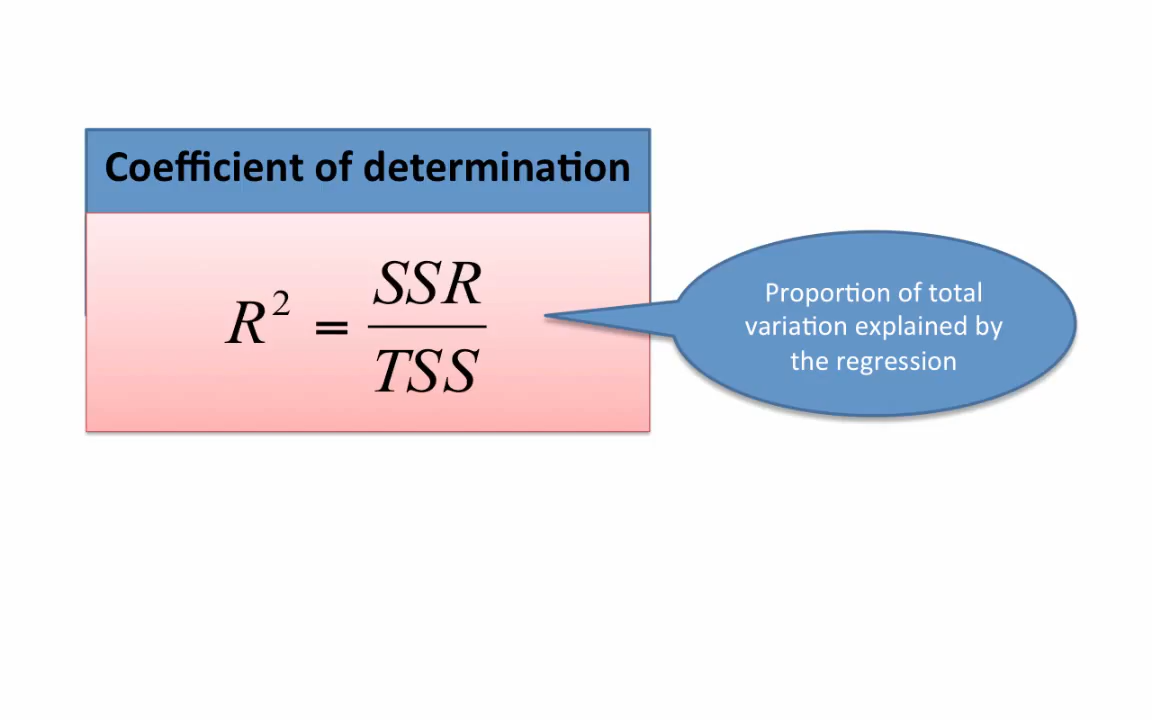 Coefficient of determination
R² = SSR / TSS
Proportion of total
variation explained by
the regression